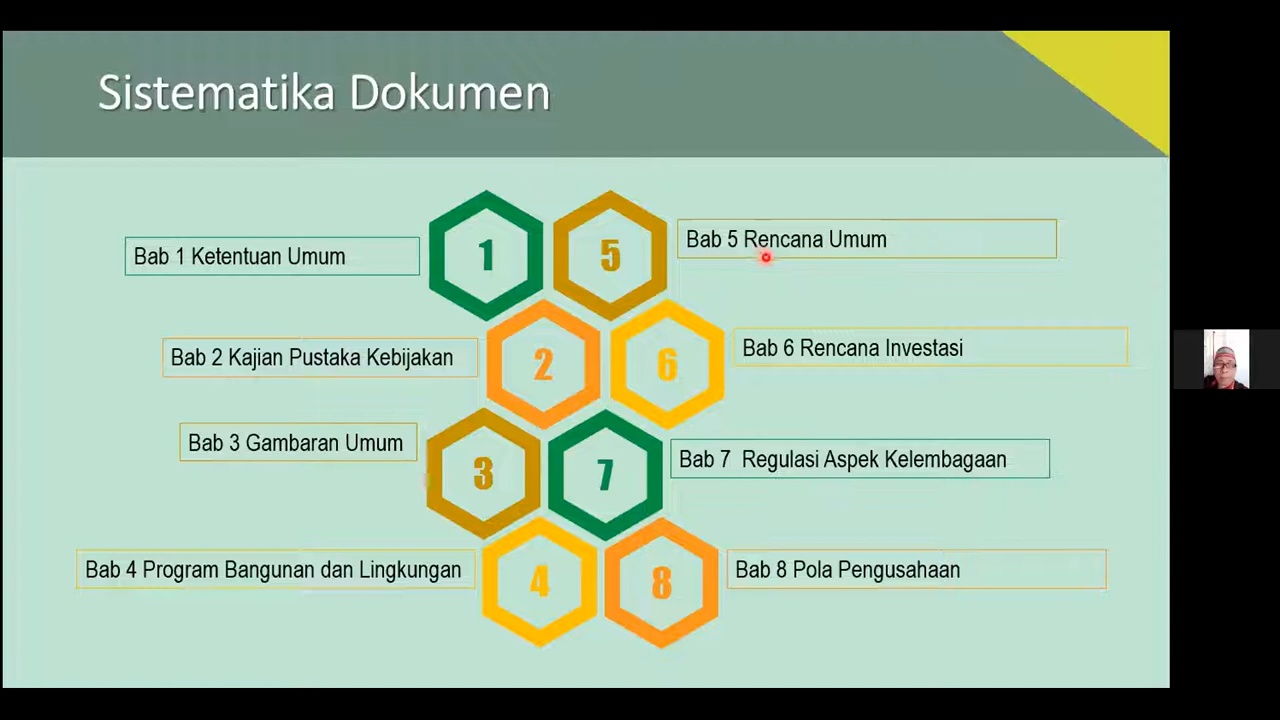 Sistematika Dokumen
Bab 1 Ketentuan Umum
1
Bab 2 Kajian Pustaka Kebijakan
2
Bab 3 Gambaran Umum
3
Bab 4 Program Bangunan dan Lingkungan
4
5
Bab 5 Rencana Umum
6
Bab 6 Rencana Investasi
7
Bab 7  Regulasi Aspek Kelembagaan
8
Bab 8 Pola Pengusahaan